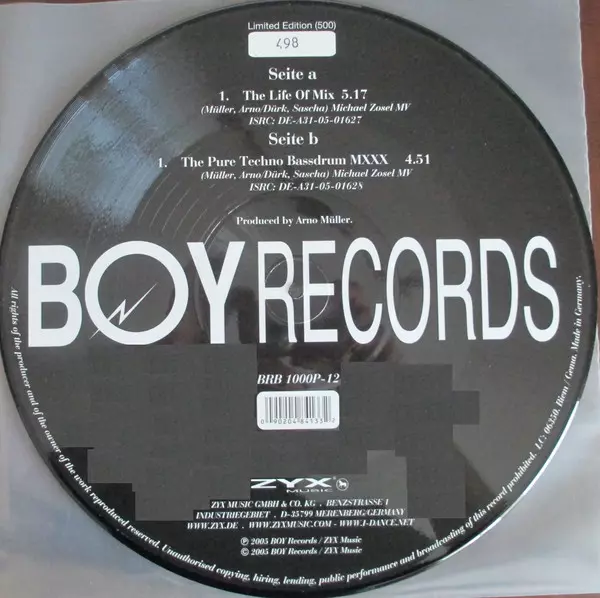 Limited Edition (500)
498
Seite a
1. The Life Of Mix 5.17
(Müller, Arno/Dürk, Sascha) Michael Zosel MV
ISRC: DE-A31-05-01627
Seite b
1. The Pure Techno Bassdrum MXXX 4.51
(Müller, Arno/Dürk, Sascha) Michael Zosel MV
ISRC: DE-A31-05-01628
Produced by Arno Müller.
BOY RECORDS
BRB 1000P-12
0 90204 84133 2
ZYX
MUSIC
ZYX MUSIC GMBH & CO. KG . BENZSTRASSE 1
INDUSTRIEGEBIET . D-35799 MERENBERG/GERMANY
WWW.ZYX.DE . WWW.ZYXMUSIC.COM - WWW.I-DANCE.NET
℗ 2005 BOY Records / ZYX Music
© 2005 BOY Records / ZYX Music
All rights of the producer and of the owner of the work reproduced reserved. Unauthorised copying, hiring, lending, public performance and broadcasting of this record prohibited. LC: 06350. Biem / Gema. Made in Germany.